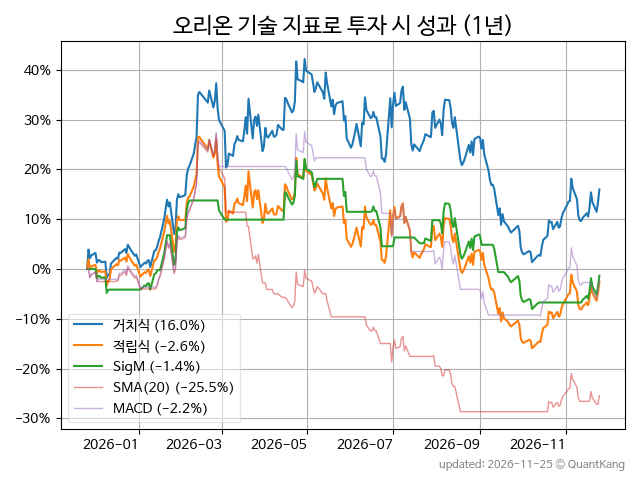 오리온 기술 지표로 투자 시 성과 (1년)
40%
30%
20%
10%
0%
−10%
−20%
−30%
거치식 (16.0%)
적립식 (−2.6%)
SigM (−1.4%)
SMA(20) (−25.5%)
MACD (−2.2%)
2026-01 2026-03 2026-05 2026-07 2026-09 2026-11
updated: 2026-11-25 © QuantKang